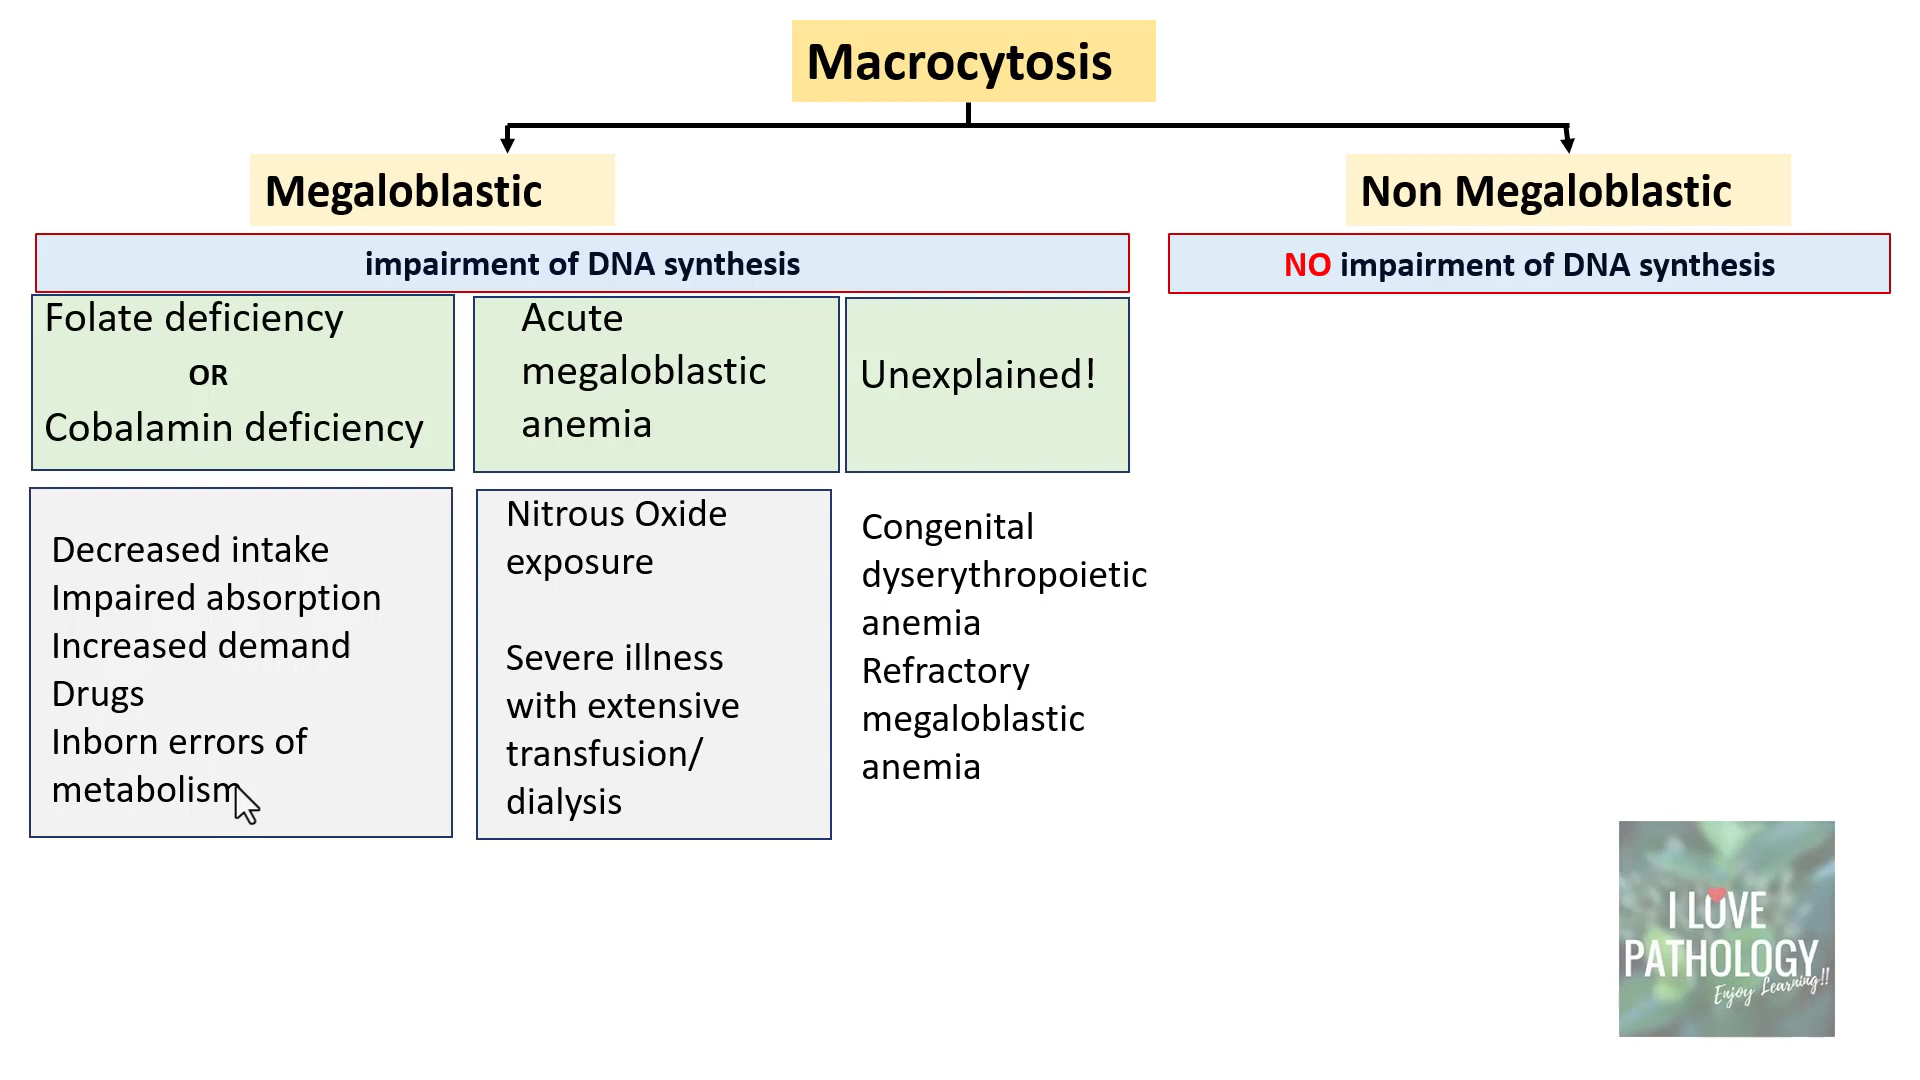 Macrocytosis
Megaloblastic
Non Megaloblastic
impairment of DNA synthesis
NO impairment of DNA synthesis
Folate deficiency
OR
Cobalamin deficiency
Acute
megaloblastic
anemia
Unexplained!
Decreased intake
Impaired absorption
Increased demand
Drugs
Inborn errors of
metabolism
Nitrous Oxide
exposure
Severe illness
with extensive
transfusion/
dialysis
Congenital
dyserythropoietic
anemia
Refractory
megaloblastic
anemia
I LOVE
PATHOLOGY
Enjoy Learning!!